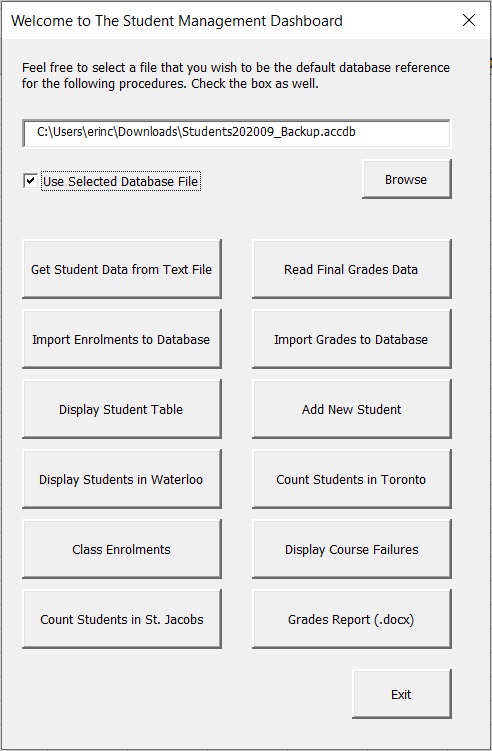 Welcome to The Student Management Dashboard
Feel free to select a file that you wish to be the default database reference
for the following procedures. Check the box as well.
C:\Users\erinc\Downloads\Students202009_Backup.accdb
Use Selected Database File
Browse
Get Student Data from Text File
Read Final Grades Data
Import Enrolments to Database
Import Grades to Database
Display Student Table
Add New Student
Display Students in Waterloo
Count Students in Toronto
Class Enrolments
Display Course Failures
Count Students in St. Jacobs
Grades Report (.docx)
Exit